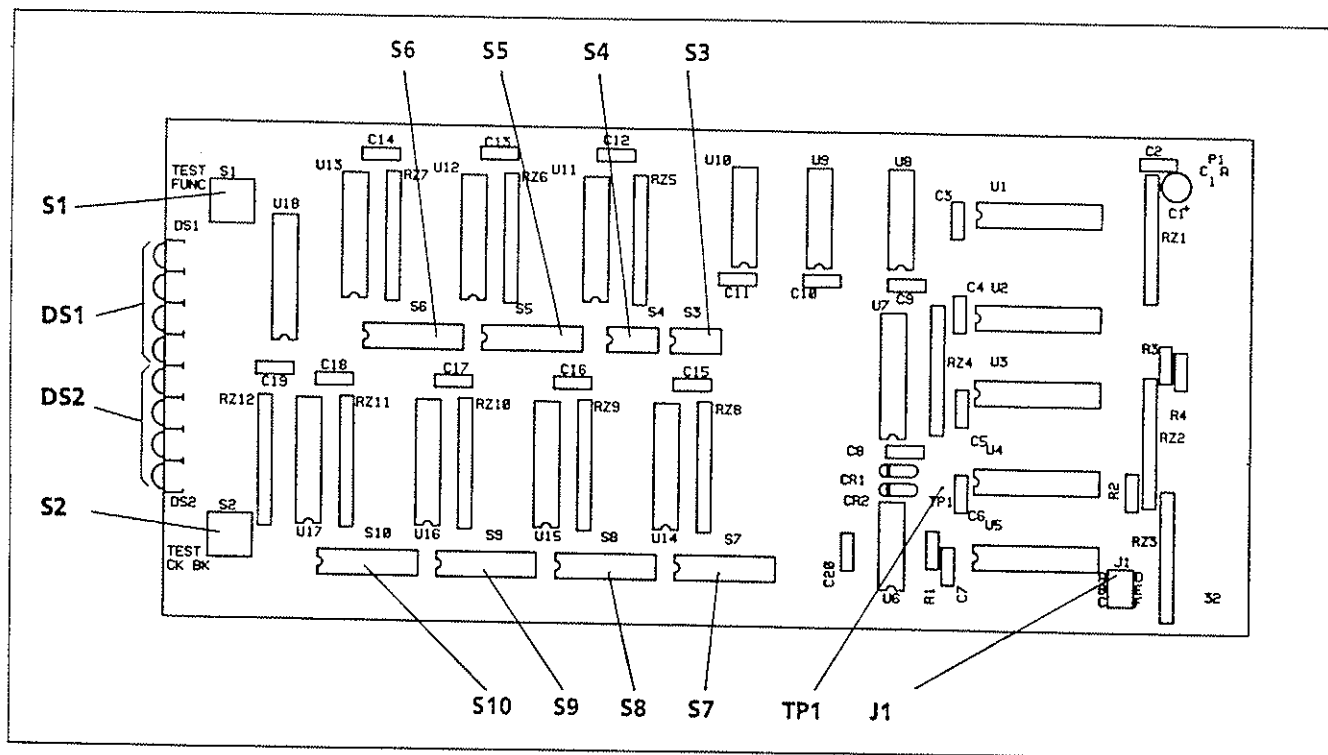 S6 S5 S4 S3
C14 C13 C12 C2 P1
U13 U12 U11 U10 U9 U8 C 1 A
TEST FUNC S1 RZ7 RZ6 RZ5 C3 U1 C1+
S1 U18
DS1 RZ1
C11 C10 C9 C4 U2
DS1 S6 S5 S4 S3 U7
C19 C18 C17 C16 C15 RZ4 U3 R3
DS2 RZ12 RZ11 RZ10 RZ9 RZ8 R4
C5 U4 RZ2
C8
CR1 R2
DS2 CR2 TP1
S2 S2 C6
U17 U16 U15 U14 U5
TEST CK BK S10 S9 S8 S7 RZ3
C20 U6 R1 C7 J1
32
S10 S9 S8 S7 TP1 J1